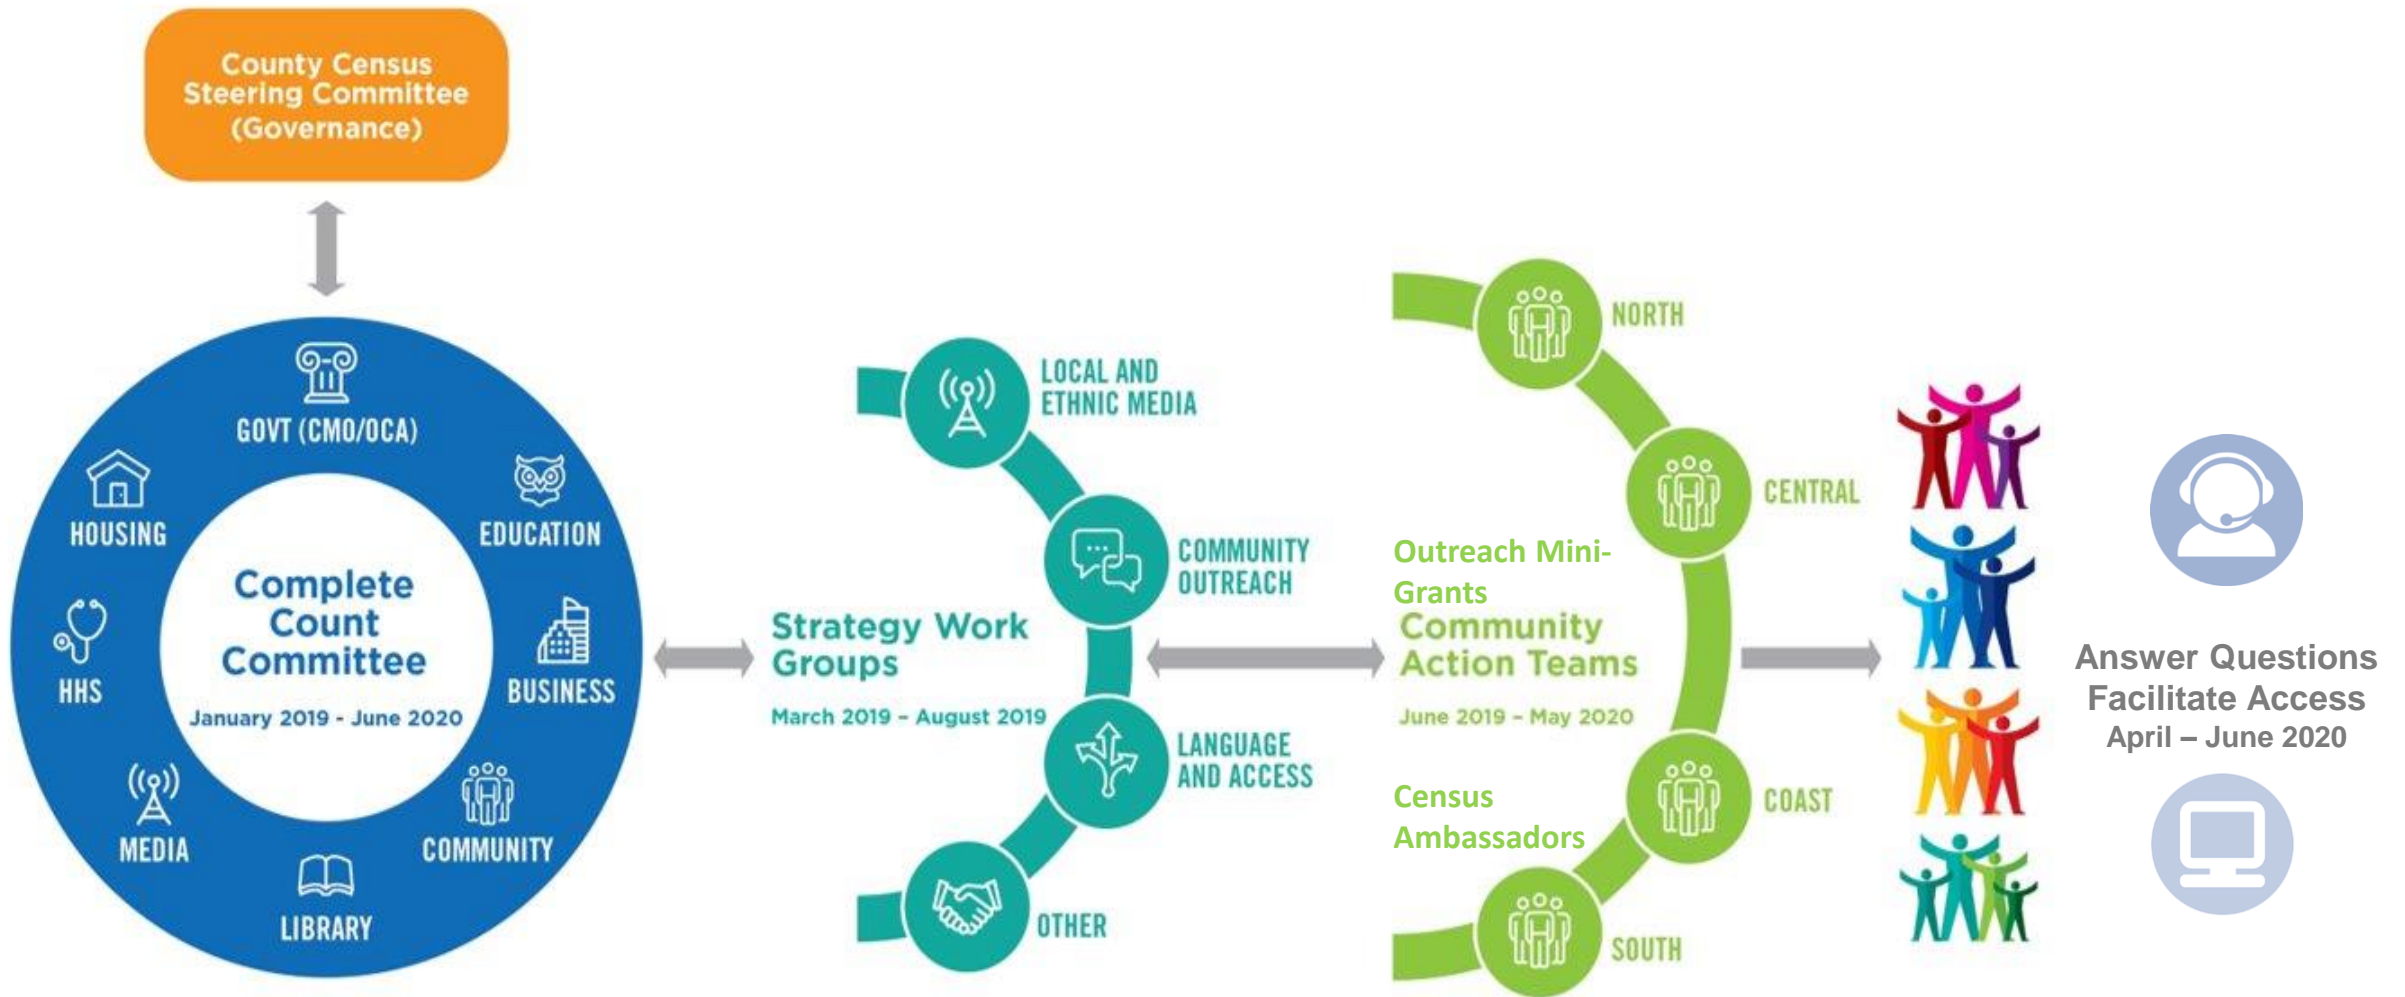 County Census
Steering Committee
(Governance)
GOVT (CMO/OCA)
HOUSING
EDUCATION
HHS
BUSINESS
MEDIA
COMMUNITY
LIBRARY
Complete
Count
Committee
January 2019 - June 2020
Strategy Work
Groups
March 2019 – August 2019
LOCAL AND
ETHNIC MEDIA
COMMUNITY
OUTREACH
LANGUAGE
AND ACCESS
OTHER
Outreach Mini-
Grants
Community
Action Teams
June 2019 – May 2020
Census
Ambassadors
NORTH
CENTRAL
COAST
SOUTH
Answer Questions
Facilitate Access
April – June 2020